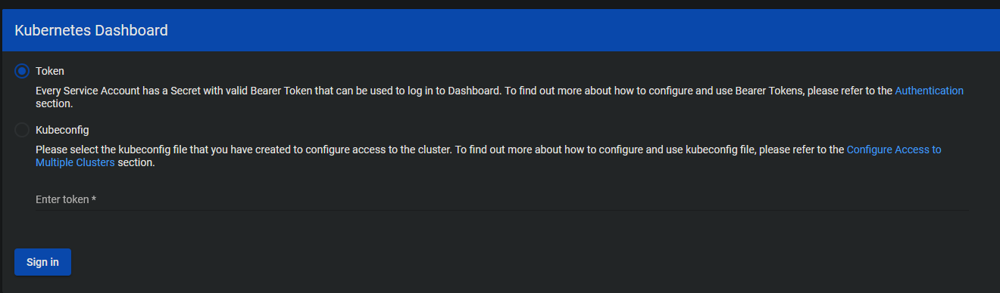 Kubernetes Dashboard
Token
Every Service Account has a Secret with valid Bearer Token that can be used to log in to Dashboard. To find out more about how to configure and use Bearer Tokens, please refer to the Authentication
section.
Kubeconfig
Please select the kubeconfig file that you have created to configure access to the cluster. To find out more about how to configure and use kubeconfig file, please refer to the Configure Access to
Multiple Clusters section.
Enter token *
Sign in